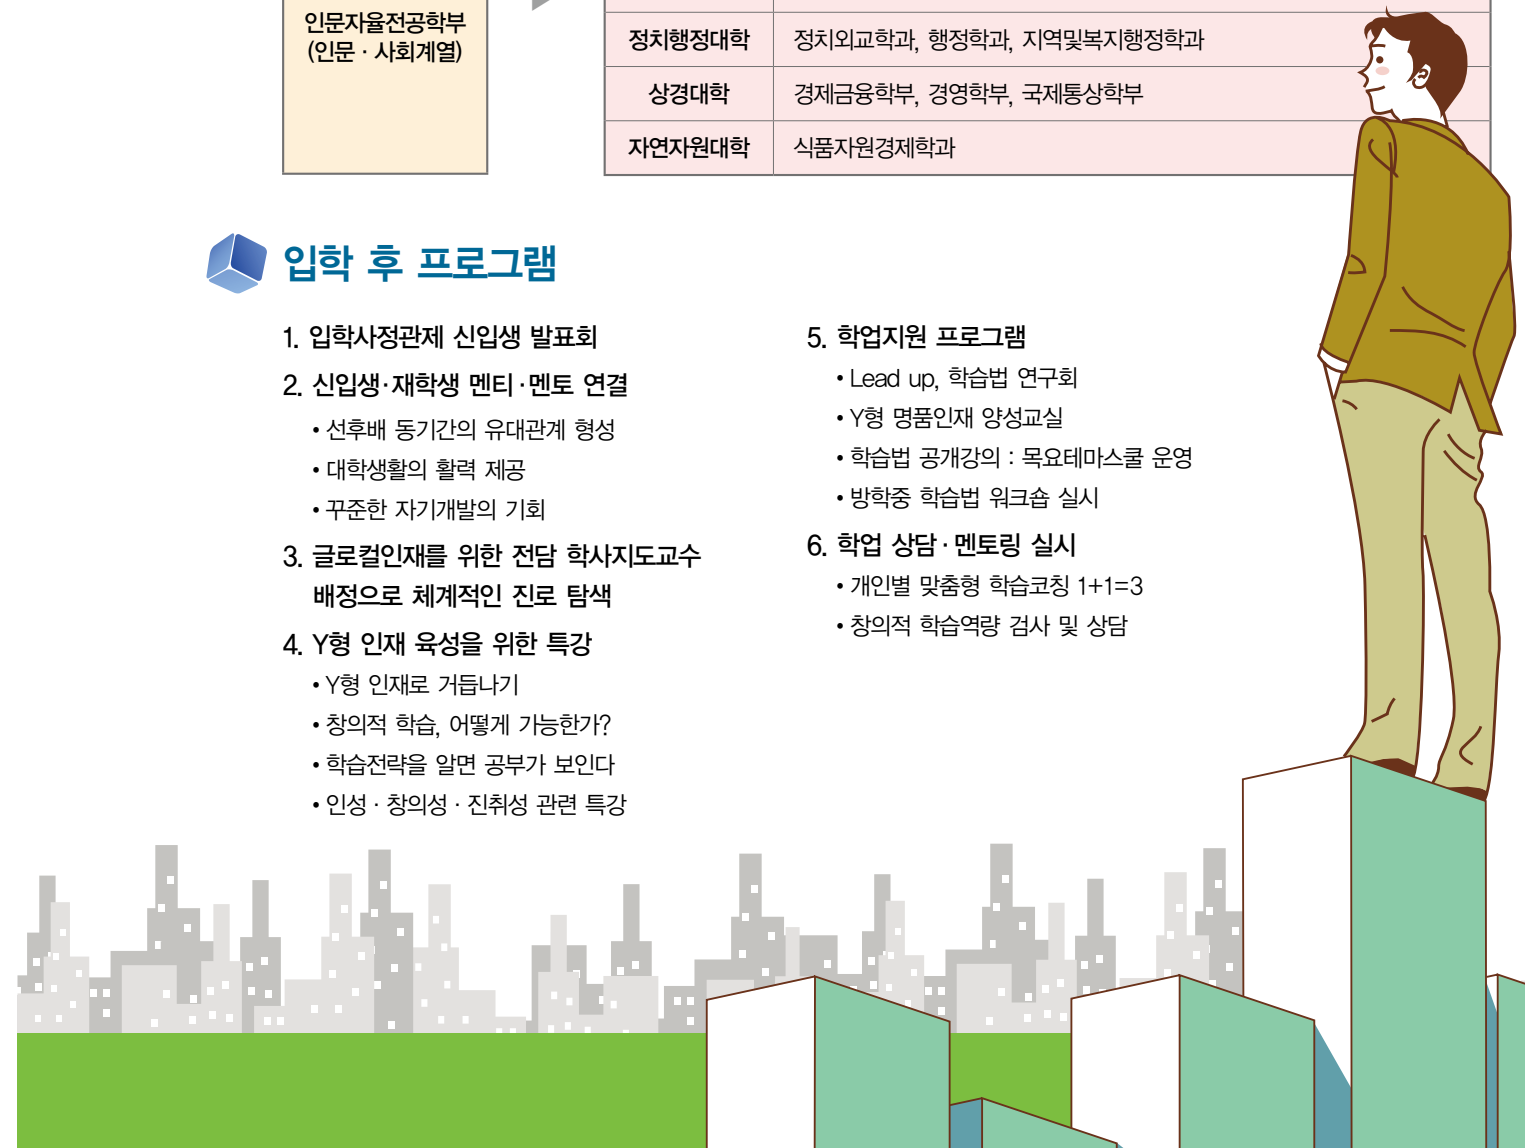 인문자율전공학부
(인문 · 사회계열)
정치행정대학 정치외교학과, 행정학과, 지역및복지행정학과
상경대학 경제금융학부, 경영학부, 국제통상학부
자연자원대학 식품자원경제학과
입학 후 프로그램
1. 입학사정관제 신입생 발표회
2. 신입생·재학생 멘티·멘토 연결
• 선후배 동기간의 유대관계 형성
• 대학생활의 활력 제공
• 꾸준한 자기개발의 기회
3. 글로컬인재를 위한 전담 학사지도교수
배정으로 체계적인 진로 탐색
4. Y형 인재 육성을 위한 특강
• Y형 인재로 거듭나기
• 창의적 학습, 어떻게 가능한가?
• 학습전략을 알면 공부가 보인다
• 인성 · 창의성 · 진취성 관련 특강
5. 학업지원 프로그램
• Lead up, 학습법 연구회
• Y형 명품인재 양성교실
• 학습법 공개강의 : 목요테마스쿨 운영
• 방학중 학습법 워크숍 실시
6. 학업 상담 · 멘토링 실시
• 개인별 맞춤형 학습코칭 1+1=3
• 창의적 학습역량 검사 및 상담